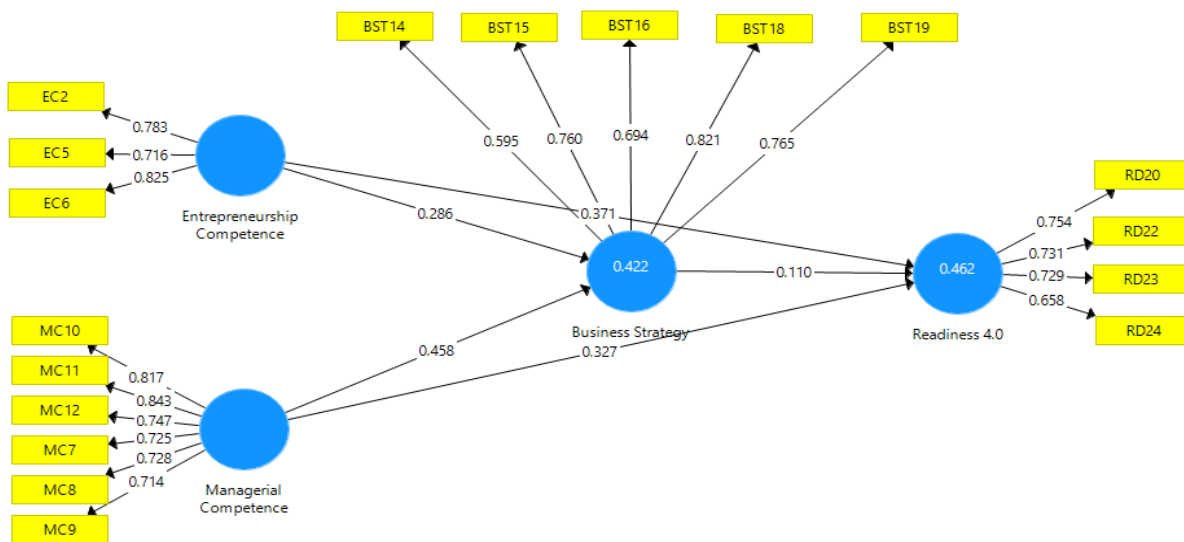 BST14
BST15
BST16
BST18
BST19
EC2
EC5
EC6
0.783
0.716
0.825
Entrepreneurship
Competence
0.595
0.760
0.694
0.821
0.765
0.286
0.371
0.422
Business Strategy
0.110
0.462
Readiness 4.0
0.754
0.731
0.729
0.658
RD20
RD22
RD23
RD24
0.458
0.327
MC10
MC11
MC12
MC7
MC8
MC9
0.817
0.843
0.747
0.725
0.728
0.714
Managerial
Competence